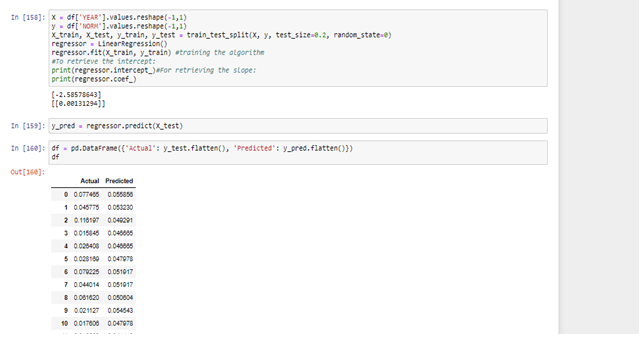 In [158]: X = df['YEAR'].values.reshape(-1,1)
y = df['NORM'].values.reshape(-1,1)
X_train, X_test, y_train, y_test = train_test_split(X, y, test_size=0.2, random_state=0)
regressor = LinearRegression()
regressor.fit(X_train, y_train) #training the algorithm
#To retrieve the intercept:
print(regressor.intercept_)#For retrieving the slope:
print(regressor.coef_)
[-2.58578643]
[[0.00131294]]
In [159]: y_pred = regressor.predict(X_test)
In [160]: df = pd.DataFrame({'Actual': y_test.flatten(), 'Predicted': y_pred.flatten()})
df
Out[160]:
Actual Predicted
0 0.077465 0.055856
1 0.045775 0.053230
2 0.116197 0.049291
3 0.015845 0.046665
4 0.026408 0.046665
5 0.028169 0.047978
6 0.079225 0.051917
7 0.044014 0.051917
8 0.061620 0.050604
9 0.021127 0.054543
10 0.017606 0.047978